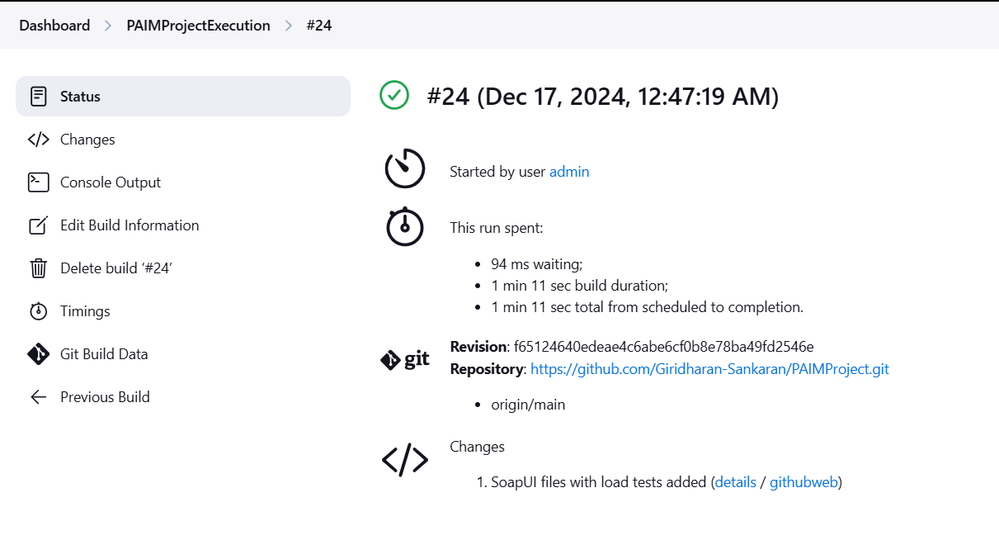 Dashboard > PAIMProjectExecution > #24
Status
Changes
Console Output
Edit Build Information
Delete build ‘#24’
Timings
Git Build Data
Previous Build
#24 (Dec 17, 2024, 12:47:19 AM)
Started by user admin
This run spent:
• 94 ms waiting;
• 1 min 11 sec build duration;
• 1 min 11 sec total from scheduled to completion.
git
Revision: f65124640edeae4c6abe6cf0b8e78ba49fd2546e
Repository: https://github.com/Giridharan-Sankaran/PAIMProject.git
• origin/main
Changes
1. SoapUI files with load tests added (details / githubweb)